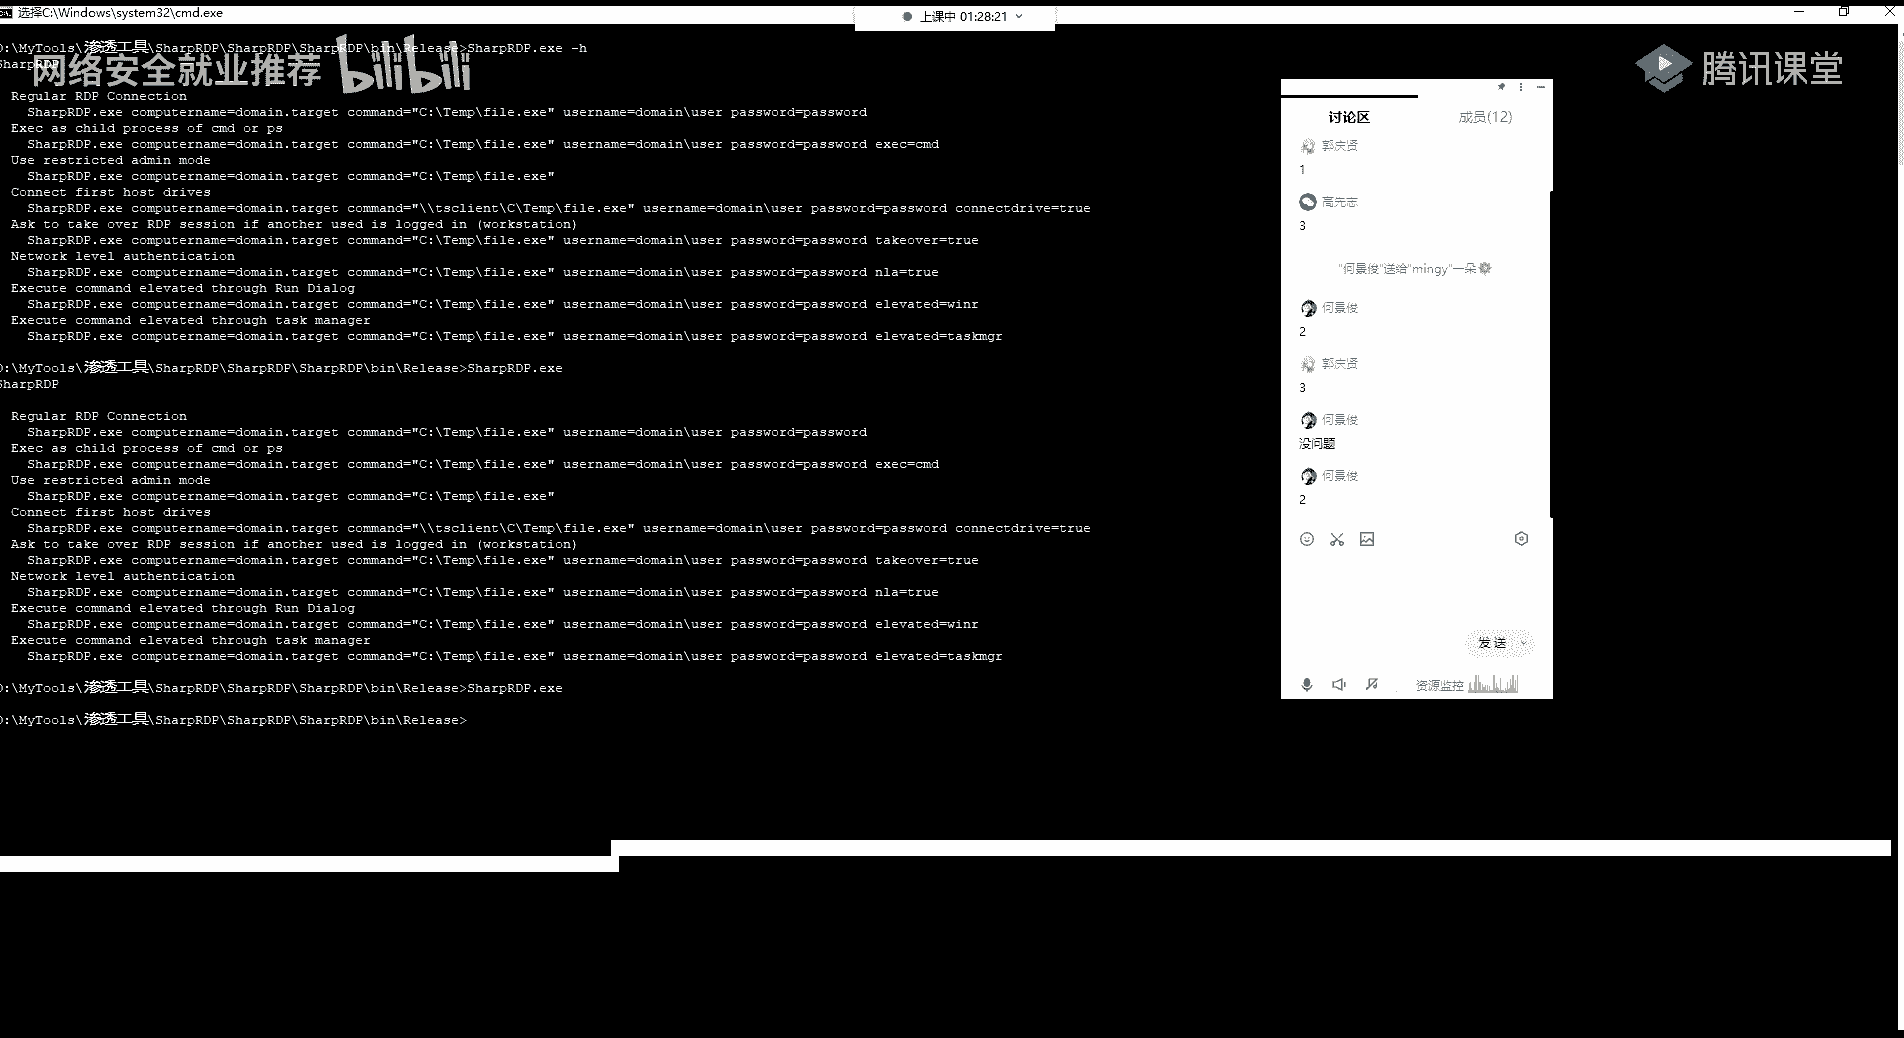 选择C:\Windows\system32\cmd.exe
上课中 01:28:21
D:\MyTools\渗透工具\SharpRDP\SharpRDP\SharpRDP\bin\Release>SharpRDP.exe -h
SharpRDP
网络安全就业推荐 bilibili
腾讯课堂
Regular RDP Connection
SharpRDP.exe computername=domain.target command="C:\Temp\file.exe" username=domain\user password=password
Exec as child process of cmd or ps
SharpRDP.exe computername=domain.target command="C:\Temp\file.exe" username=domain\user password=password exec=cmd
Use restricted admin mode
SharpRDP.exe computername=domain.target command="C:\Temp\file.exe"
Connect first host drives
SharpRDP.exe computername=domain.target command="\\tsclient\C\Temp\file.exe" username=domain\user password=password connectdrive=true
Ask to take over RDP session if another used is logged in (workstation)
SharpRDP.exe computername=domain.target command="C:\Temp\file.exe" username=domain\user password=password takeover=true
Network level authentication
SharpRDP.exe computername=domain.target command="C:\Temp\file.exe" username=domain\user password=password nla=true
Execute command elevated through Run Dialog
SharpRDP.exe computername=domain.target command="C:\Temp\file.exe" username=domain\user password=password elevated=winr
Execute command elevated through task manager
SharpRDP.exe computername=domain.target command="C:\Temp\file.exe" username=domain\user password=password elevated=taskmgr
D:\MyTools\渗透工具\SharpRDP\SharpRDP\SharpRDP\bin\Release>SharpRDP.exe
SharpRDP
Regular RDP Connection
SharpRDP.exe computername=domain.target command="C:\Temp\file.exe" username=domain\user password=password
Exec as child process of cmd or ps
SharpRDP.exe computername=domain.target command="C:\Temp\file.exe" username=domain\user password=password exec=cmd
Use restricted admin mode
SharpRDP.exe computername=domain.target command="C:\Temp\file.exe"
Connect first host drives
SharpRDP.exe computername=domain.target command="\\tsclient\C\Temp\file.exe" username=domain\user password=password connectdrive=true
Ask to take over RDP session if another used is logged in (workstation)
SharpRDP.exe computername=domain.target command="C:\Temp\file.exe" username=domain\user password=password takeover=true
Network level authentication
SharpRDP.exe computername=domain.target command="C:\Temp\file.exe" username=domain\user password=password nla=true
Execute command elevated through Run Dialog
SharpRDP.exe computername=domain.target command="C:\Temp\file.exe" username=domain\user password=password elevated=winr
Execute command elevated through task manager
SharpRDP.exe computername=domain.target command="C:\Temp\file.exe" username=domain\user password=password elevated=taskmgr
D:\MyTools\渗透工具\SharpRDP\SharpRDP\SharpRDP\bin\Release>SharpRDP.exe
D:\MyTools\渗透工具\SharpRDP\SharpRDP\SharpRDP\bin\Release>
讨论区 成员(12)
郭庆贤
1
高先志
3
"何景俊"送给"mingy"一朵
何景俊
2
郭庆贤
3
何景俊
没问题
何景俊
2
发送
资源监控